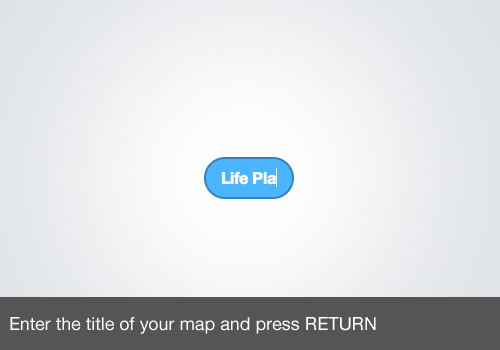 Life Pla
Enter the title of your map and press RETURN